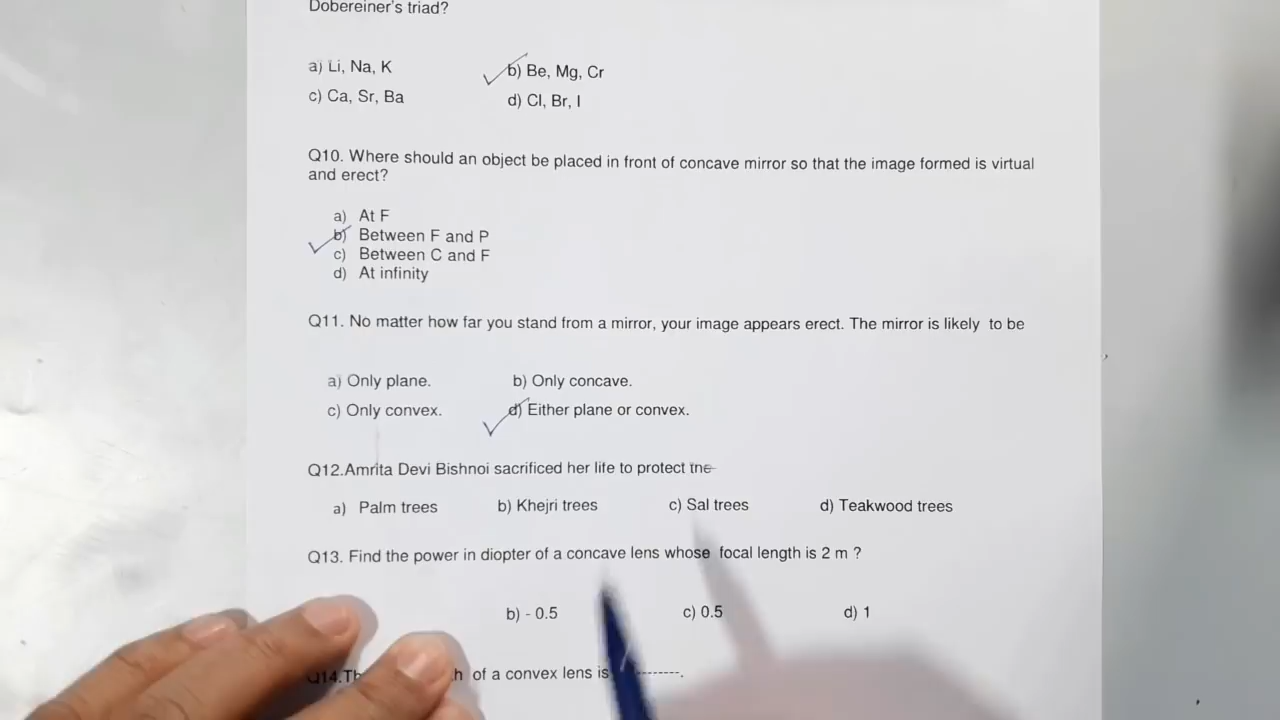 Dobereiner's triad?
a) Li, Na, K b) Be, Mg, Cr
c) Ca, Sr, Ba d) Cl, Br, I
Q10. Where should an object be placed in front of concave mirror so that the image formed is virtual
and erect?
a) At F
b) Between F and P
c) Between C and F
d) At infinity
Q11. No matter how far you stand from a mirror, your image appears erect. The mirror is likely to be
a) Only plane. b) Only concave.
c) Only convex. d) Either plane or convex.
Q12.Amrita Devi Bishnoi sacrificed her life to protect the-
a) Palm trees b) Khejri trees c) Sal trees d) Teakwood trees
Q13. Find the power in diopter of a concave lens whose focal length is 2 m ?
b) - 0.5 c) 0.5 d) 1
Q14. of a convex lens is --------.